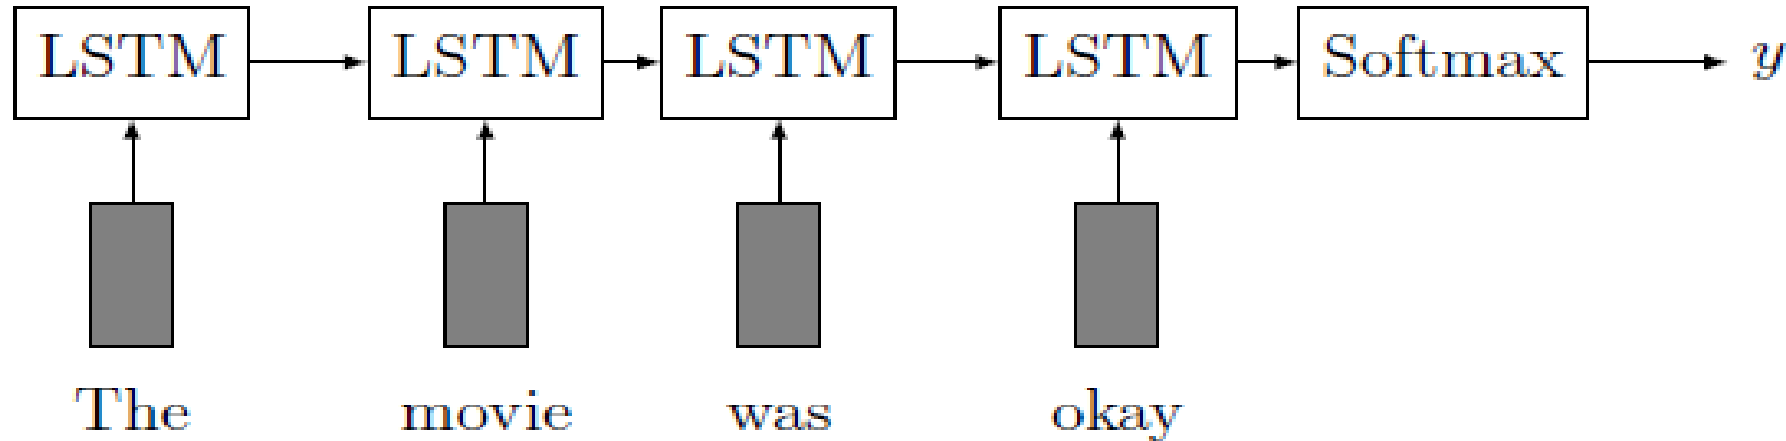 LSTM LSTM LSTM LSTM Softmax y
The movie was okay